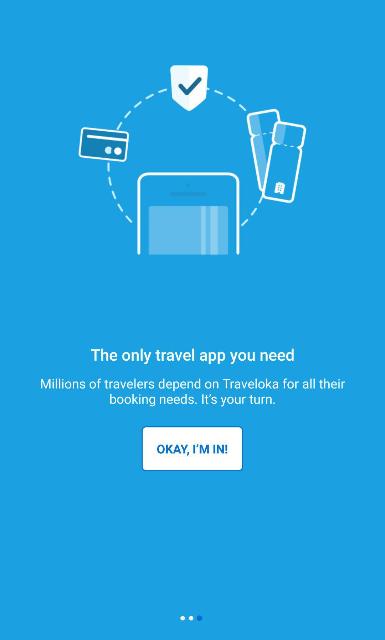 The only travel app you need
Millions of travelers depend on Traveloka for all their
booking needs. It's your turn.
OKAY, I'M IN!